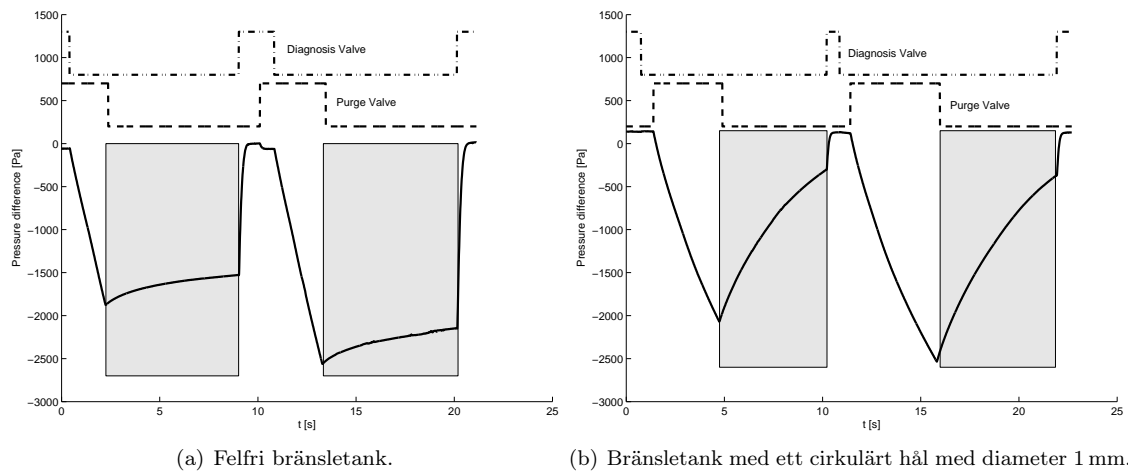 1500
1000
500
0
−500
−1000
−1500
−2000
−2500
−3000
Pressure difference [Pa]
Diagnosis Valve
Purge Valve
0 5 10 15 20 25
t [s]
(a) Felfri bränsletank.
1500
1000
500
0
−500
−1000
−1500
−2000
−2500
−3000
Pressure difference [Pa]
Diagnosis Valve
Purge Valve
0 5 10 15 20 25
t [s]
(b) Bränsletank med ett cirkulärt hål med diameter 1 mm.